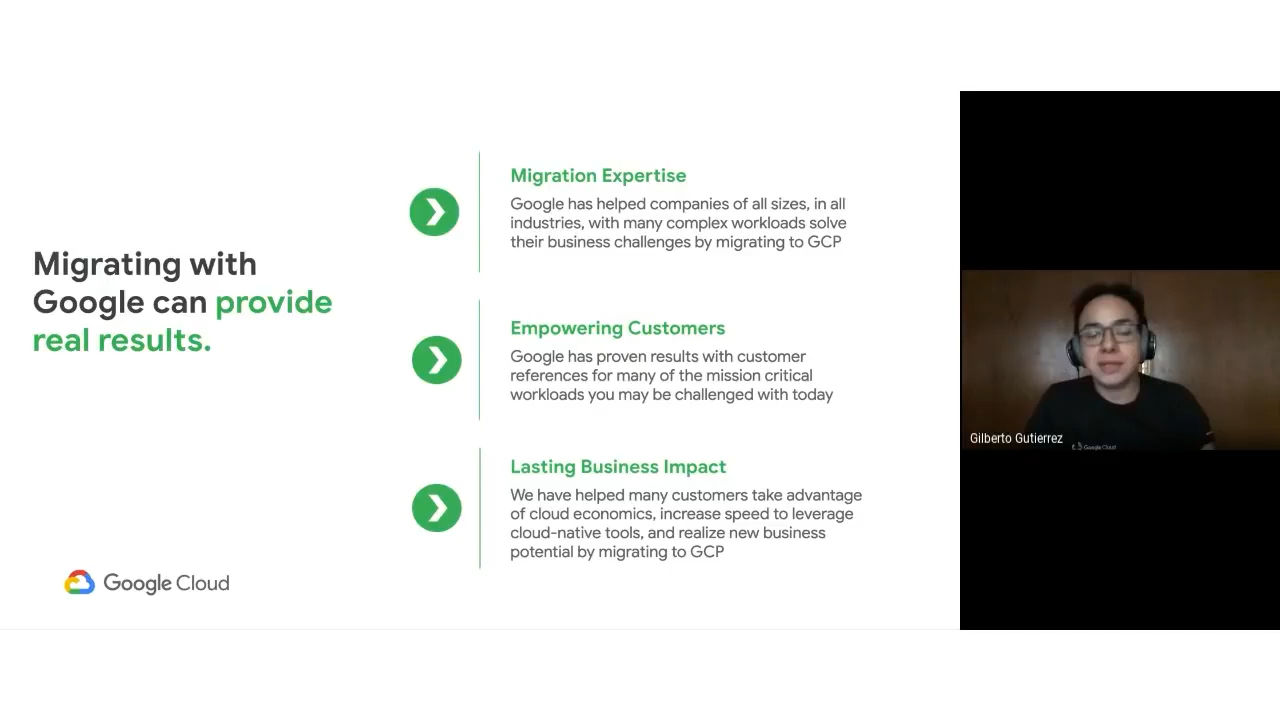 Migrating with
Google can provide
real results.
Migration Expertise
Google has helped companies of all sizes, in all
industries, with many complex workloads solve
their business challenges by migrating to GCP
Empowering Customers
Google has proven results with customer
references for many of the mission critical
workloads you may be challenged with today
Lasting Business Impact
We have helped many customers take advantage
of cloud economics, increase speed to leverage
cloud-native tools, and realize new business
potential by migrating to GCP
Google Cloud
Gilberto Gutierrez
Google Cloud